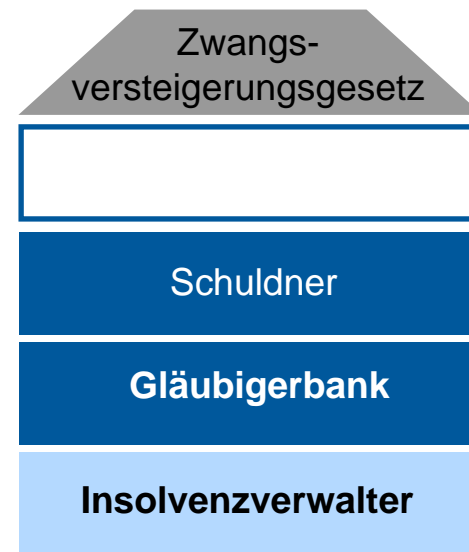 Zwangs-
versteigerungsgesetz
Schuldner
Gläubigerbank
Insolvenzverwalter